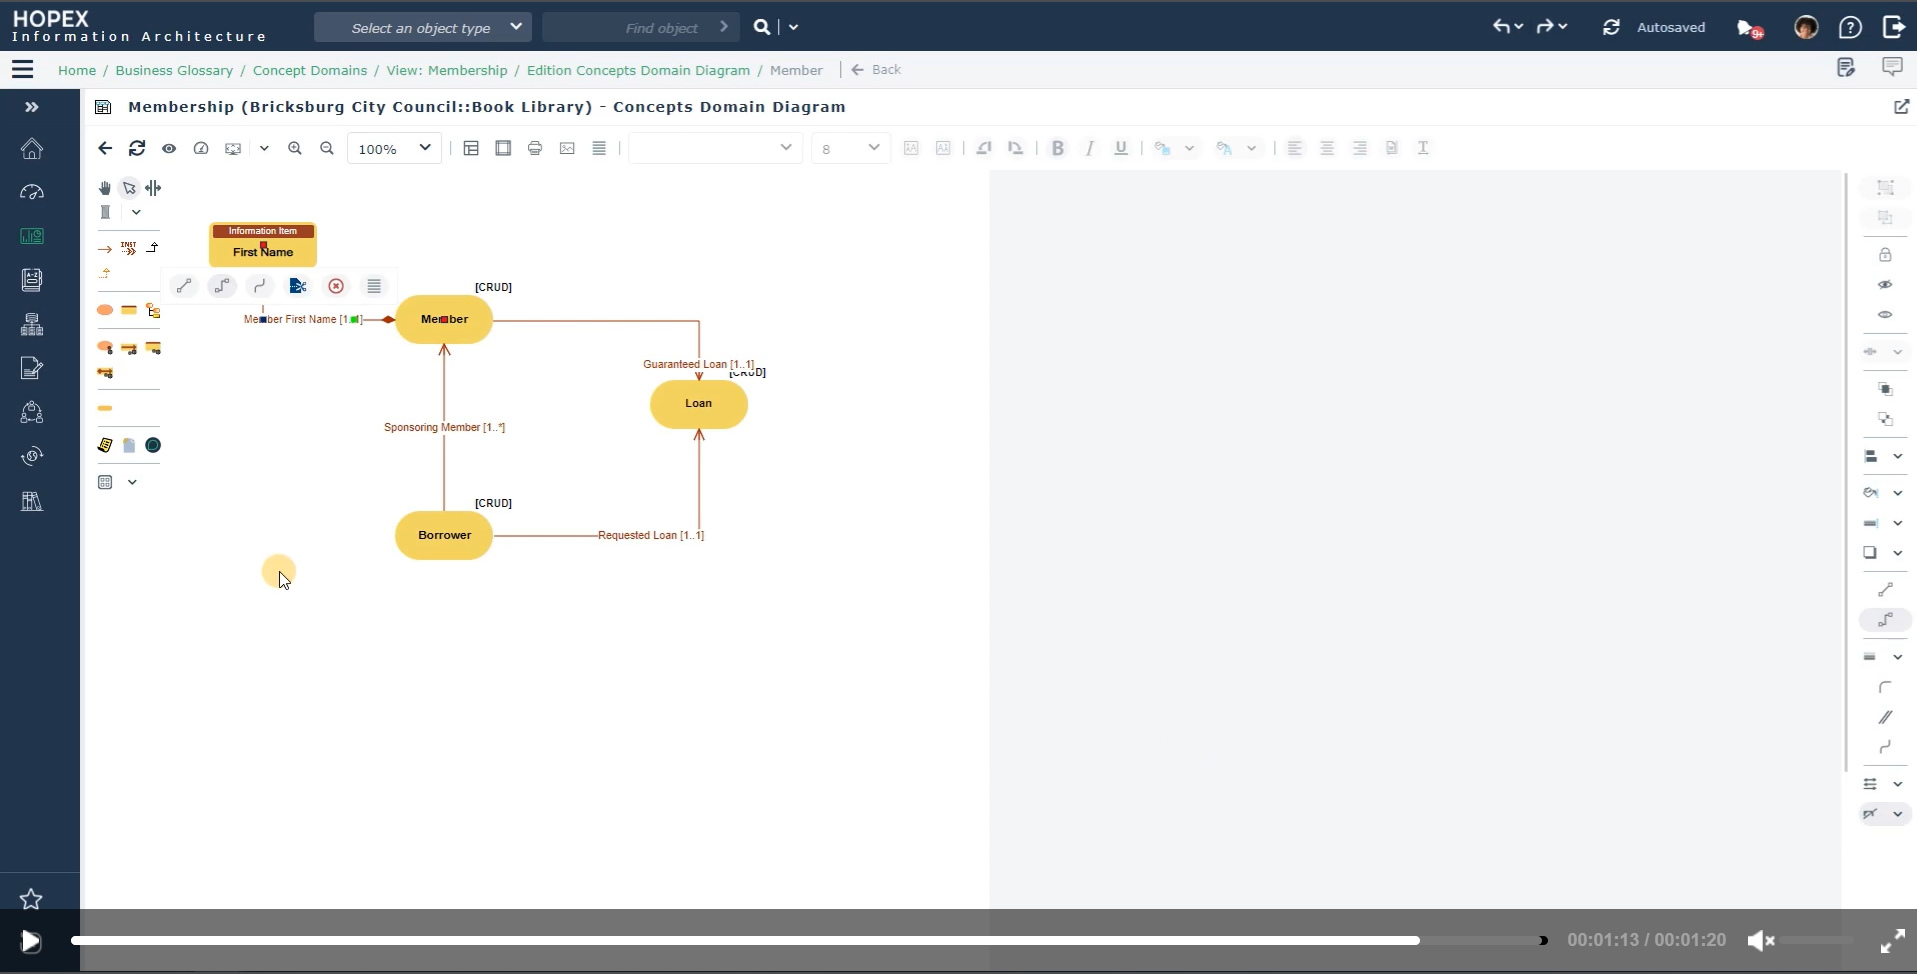 HOPEX
Information Architecture
Select an object type
Find object
Autosaved
9+
Home / Business Glossary / Concept Domains / View: Membership / Edition Concepts Domain Diagram / Member
Back
Membership (Bricksburg City Council::Book Library) - Concepts Domain Diagram
100%
8
Information Item
First Name
[CRUD]
Member First Name [1..1]
Member
Guaranteed Loan [1..1]
[CRUD]
Loan
Sponsoring Member [1..*]
[CRUD]
Borrower
Requested Loan [1..1]
00:01:13 / 00:01:20